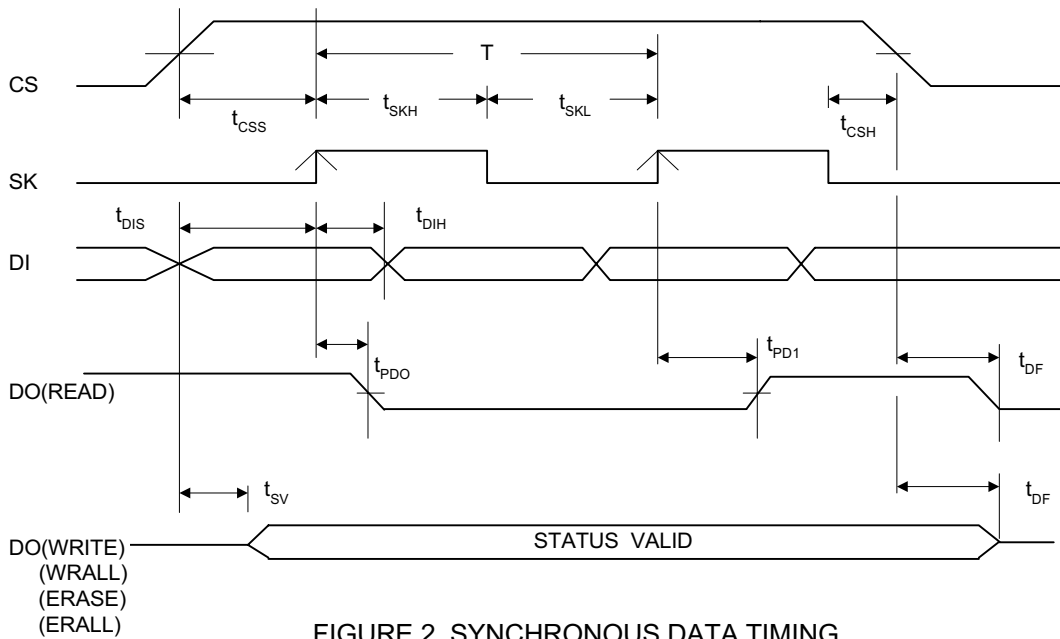 T
CS
tCSS
tSKH
tSKL
tCSH
SK
tDIS
tDIH
DI
tPDO
tPD1
tDF
DO(READ)
tSV
tDF
DO(WRITE)
STATUS VALID
(WRALL)
(ERASE)
(ERALL)
FIGURE 2. SYNCHRONOUS DATA TIMING